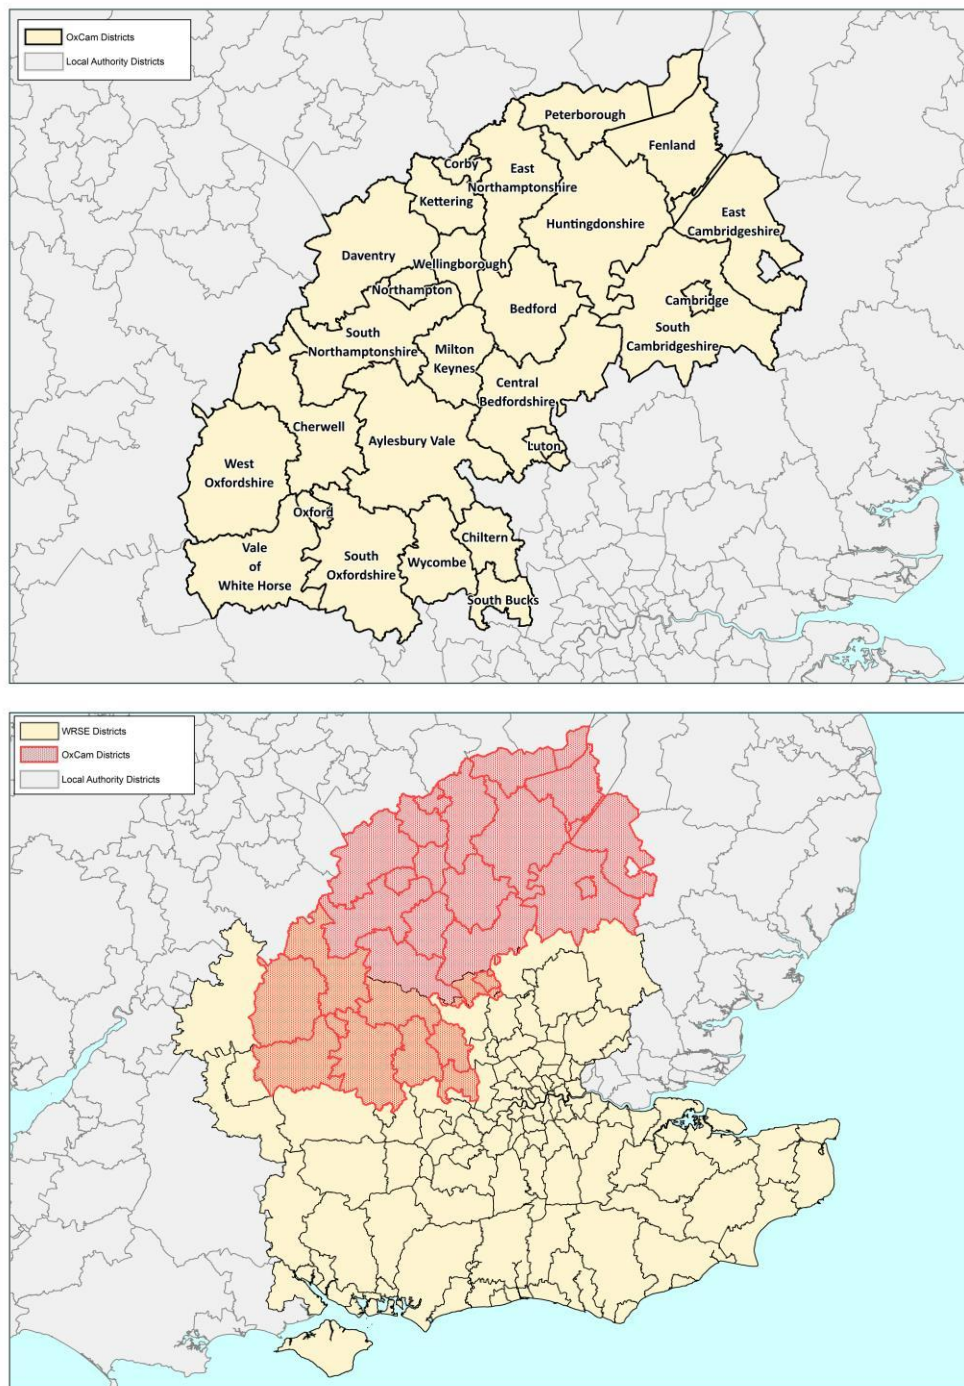 OxCam Districts
Local Authority Districts
Peterborough
Fenland
Corby
East
Northamptonshire
Kettering
Huntingdonshire
East
Cambridgeshire
Daventry
Wellingborough
Northampton
Bedford
Cambridge
South
Northamptonshire
South
Cambridgeshire
Milton
Keynes
Central
Bedfordshire
Cherwell
Aylesbury Vale
Luton
West
Oxfordshire
Oxford
Chiltern
Vale
of
White Horse
South
Oxfordshire
Wycombe
South Bucks
WRSE Districts
OxCam Districts
Local Authority Districts